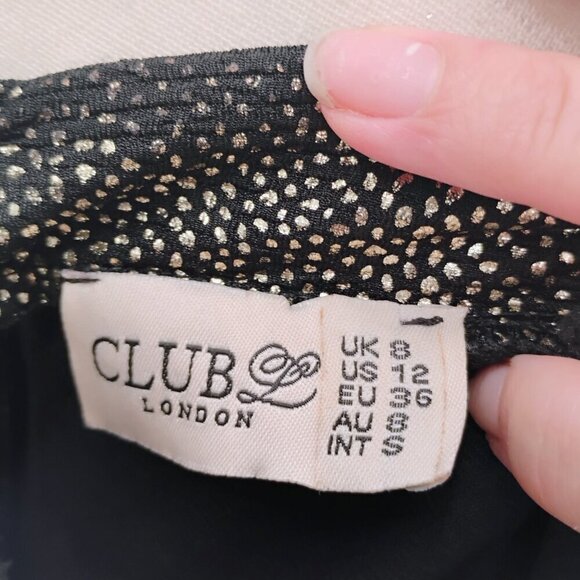 CLUB L
LONDON
UK 8
US 12
EU 36
AU 8
INT S